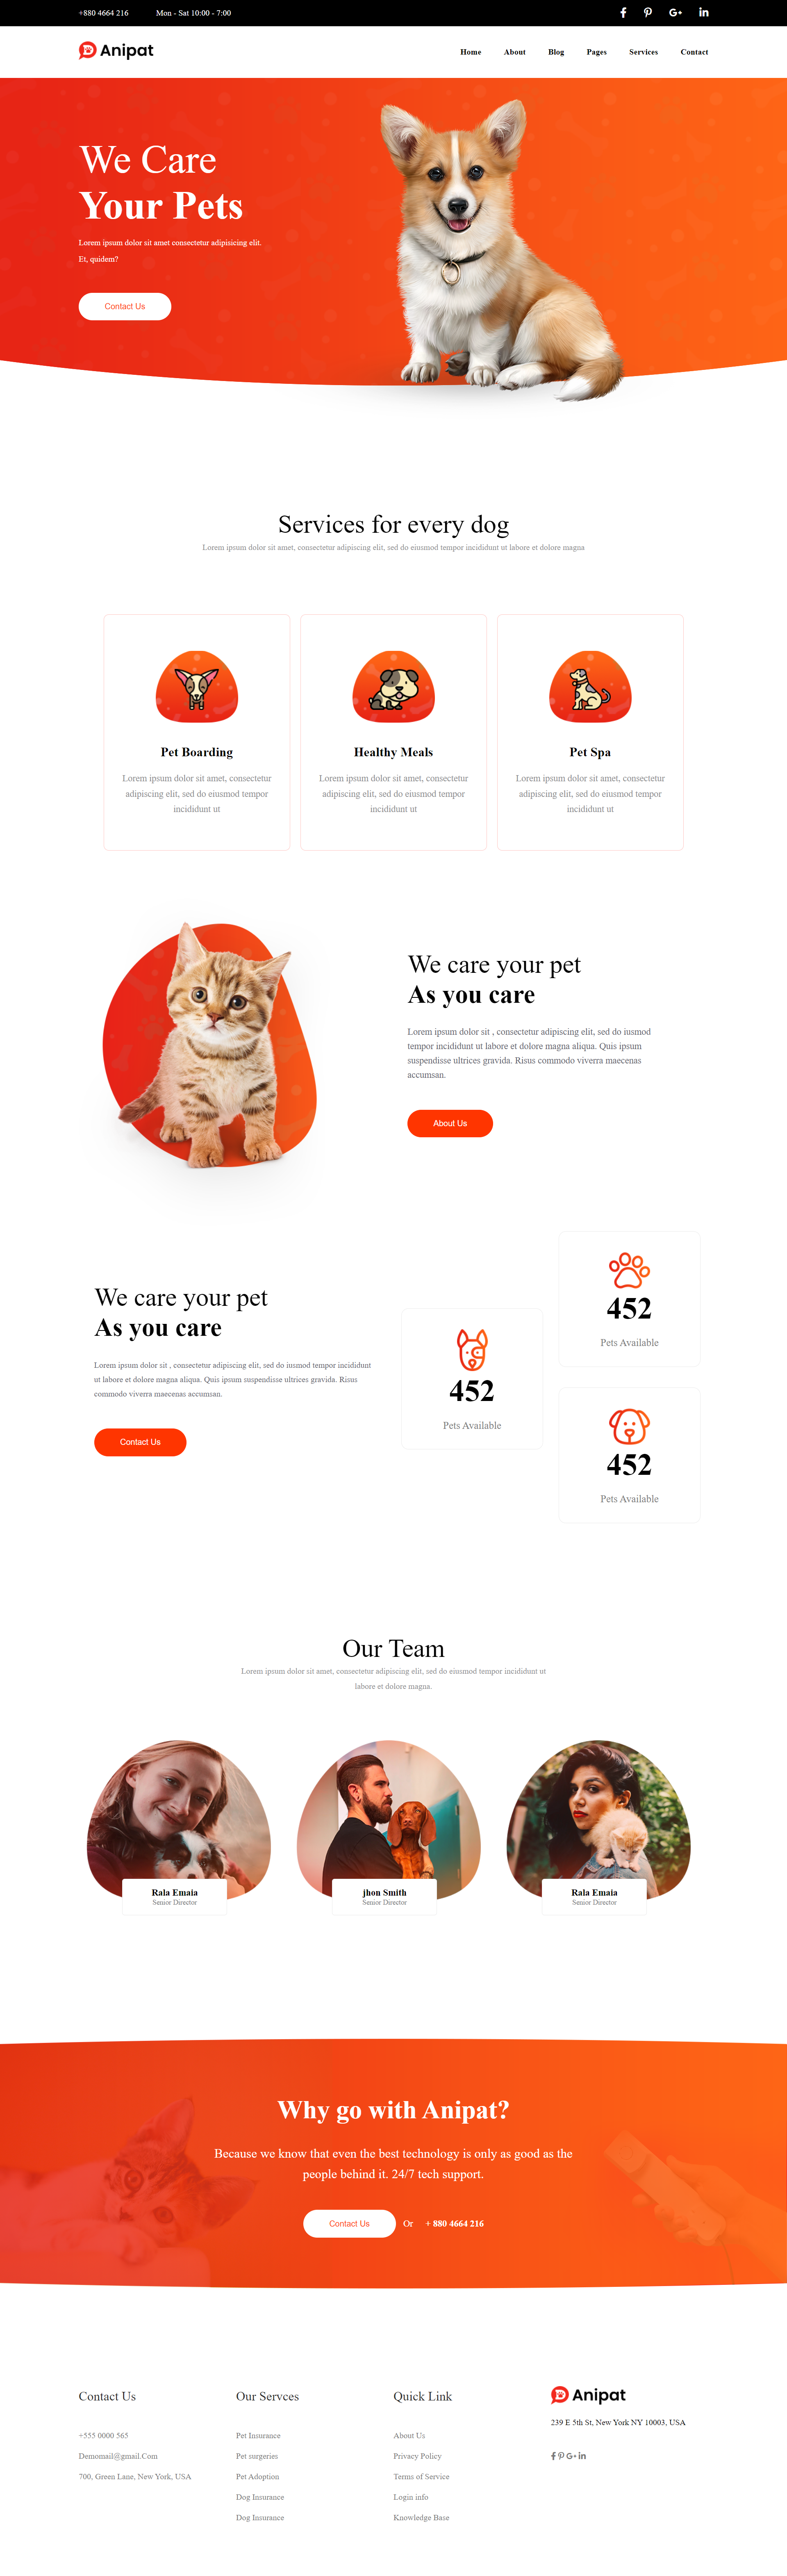 +880 4664 216
Mon - Sat 10:00 - 7:00
Anipat
Home
About
Blog
Pages
Services
Contact
We Care
Your Pets
Lorem ipsum dolor sit amet consectetur adipisicing elit.
Et, quidem?
Contact Us
Services for every dog
Lorem ipsum dolor sit amet, consectetur adipiscing elit, sed do eiusmod tempor incididunt ut labore et dolore magna
Pet Boarding
Lorem ipsum dolor sit amet, consectetur
adipiscing elit, sed do eiusmod tempor
incididunt ut
Healthy Meals
Lorem ipsum dolor sit amet, consectetur
adipiscing elit, sed do eiusmod tempor
incididunt ut
Pet Spa
Lorem ipsum dolor sit amet, consectetur
adipiscing elit, sed do eiusmod tempor
incididunt ut
We care your pet
As you care
Lorem ipsum dolor sit , consectetur adipiscing elit, sed do iusmod
tempor incididunt ut labore et dolore magna aliqua. Quis ipsum
suspendisse ultrices gravida. Risus commodo viverra maecenas
accumsan.
About Us
We care your pet
As you care
Lorem ipsum dolor sit , consectetur adipiscing elit, sed do iusmod tempor incididunt
ut labore et dolore magna aliqua. Quis ipsum suspendisse ultrices gravida. Risus
commodo viverra maecenas accumsan.
Contact Us
452
Pets Available
452
Pets Available
452
Pets Available
Our Team
Lorem ipsum dolor sit amet, consectetur adipiscing elit, sed do eiusmod tempor incididunt ut
labore et dolore magna.
Rala Emaia
Senior Director
jhon Smith
Senior Director
Rala Emaia
Senior Director
Why go with Anipat?
Because we know that even the best technology is only as good as the
people behind it. 24/7 tech support.
Contact Us
Or
+ 880 4664 216
Contact Us
+555 0000 565
Demomail@gmail.Com
700, Green Lane, New York, USA
Our Servces
Pet Insurance
Pet surgeries
Pet Adoption
Dog Insurance
Dog Insurance
Quick Link
About Us
Privacy Policy
Terms of Service
Login info
Knowledge Base
Anipat
239 E 5th St, New York NY 10003, USA